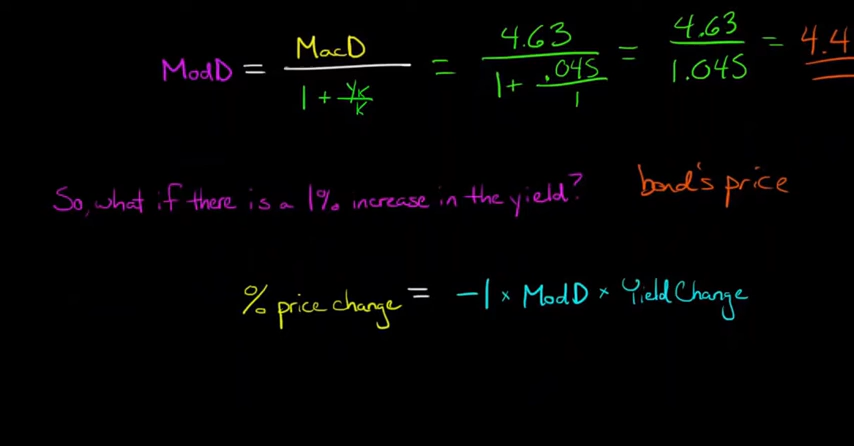 ModD = MacD / (1 + yk/k) = 4.63 / (1 + .045/1) = 4.63 / 1.045 = 4.4
So, what if there is a 1% increase in the yield? bond's price
% price change = -1 × ModD × Yield Change